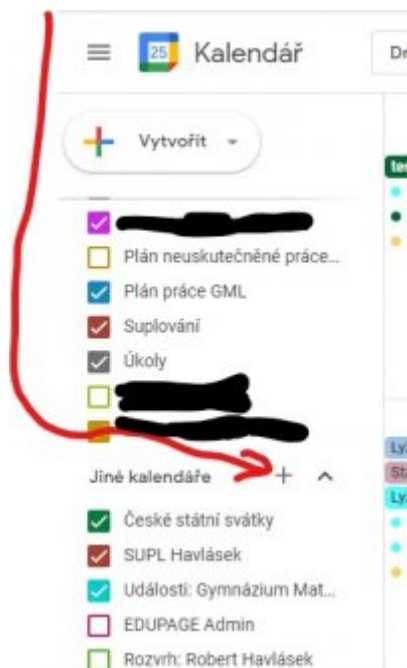 25
Kalendář
Vytvořit
Plán neuskutečněné práce...
Plán práce GML
Suplování
Úkoly
Jiné kalendáře
České státní svátky
SUPL Havlásek
Události: Gymnázium Mat...
EDUPAGE Admin
Rozvrh: Robert Havlásek